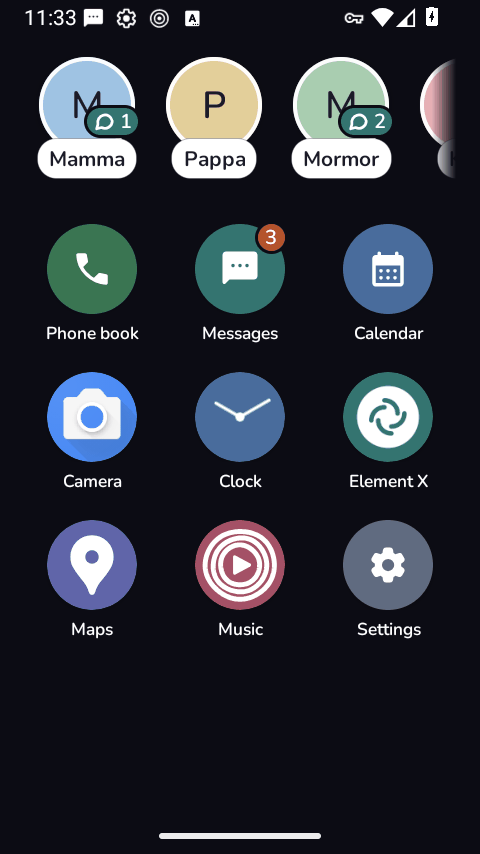 11:33
M
P
M
1
2
Mamma
Pappa
Mormor
3
Phone book
Messages
Calendar
Camera
Clock
Element X
Maps
Music
Settings